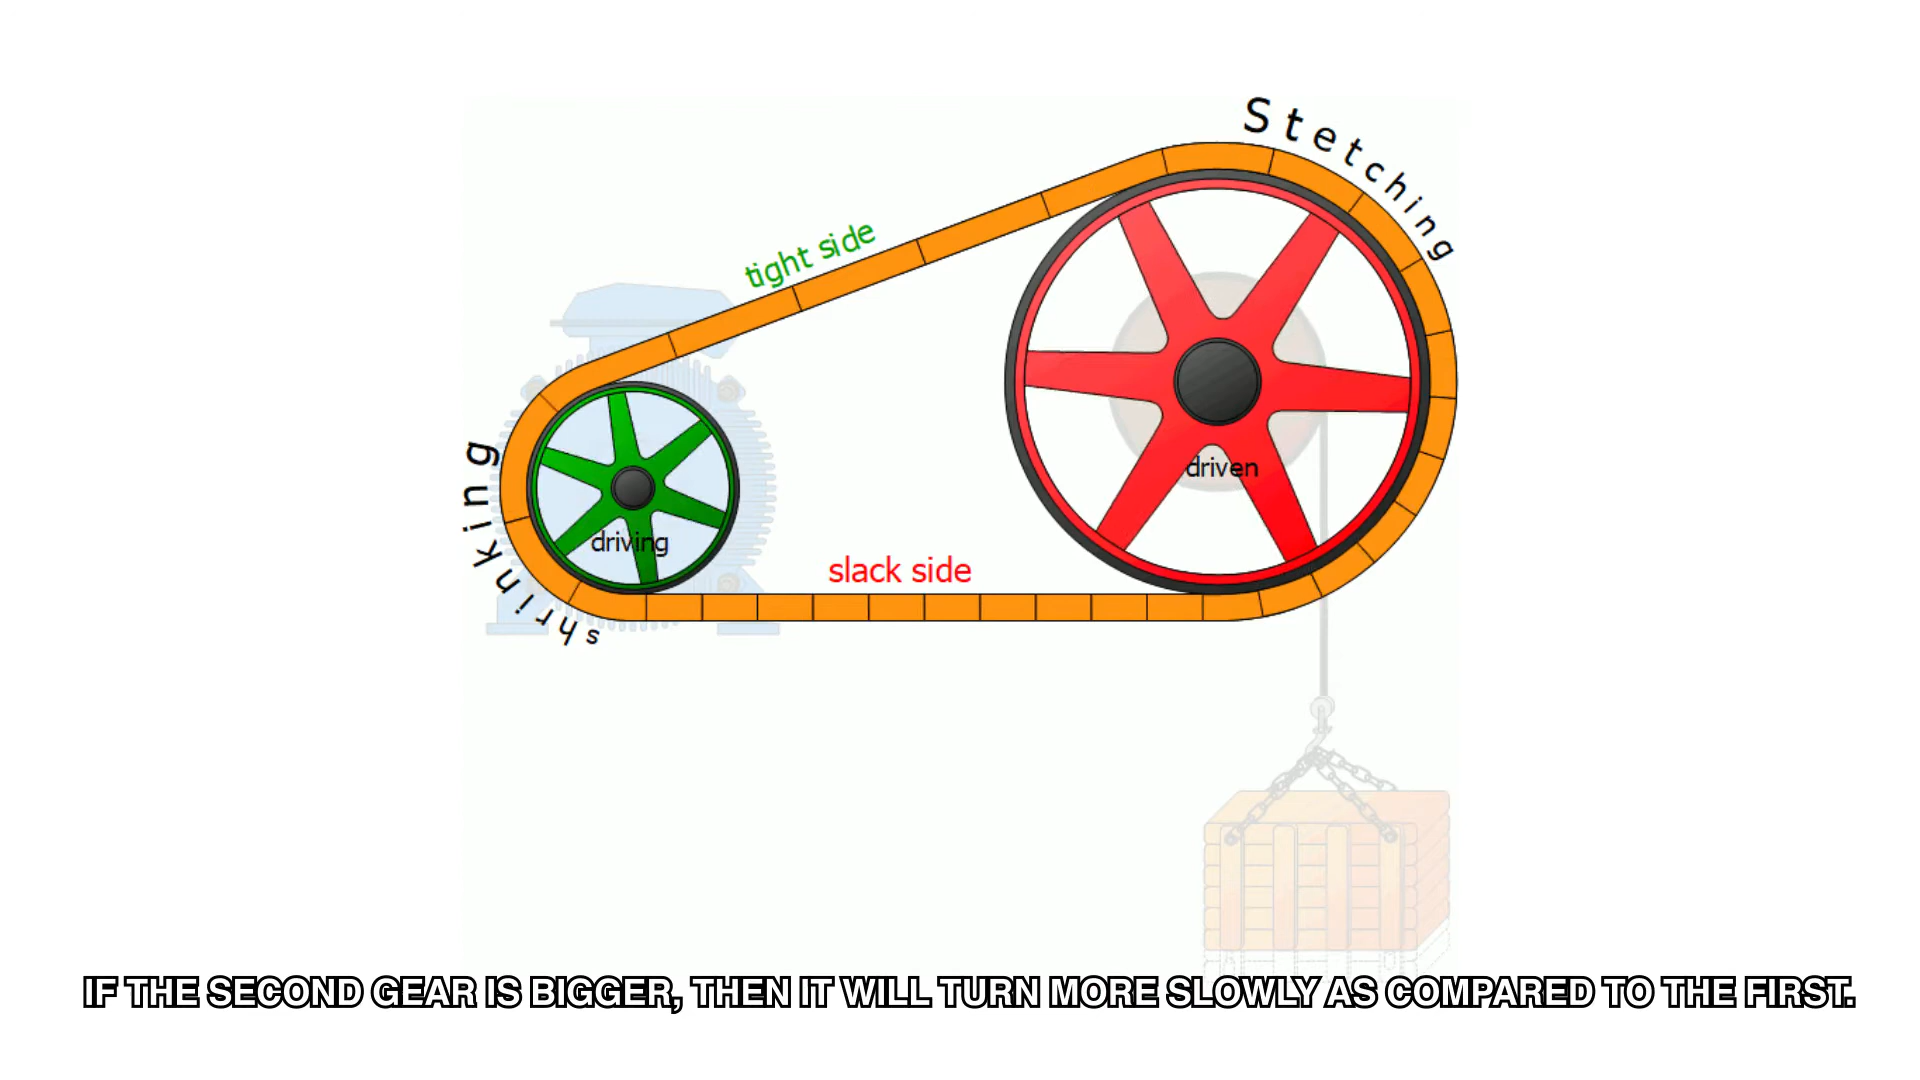 Stetching
tight side
shrinking
driven
driving
slack side
IF THE SECOND GEAR IS BIGGER, THEN IT WILL TURN MORE SLOWLY AS COMPARED TO THE FIRST.